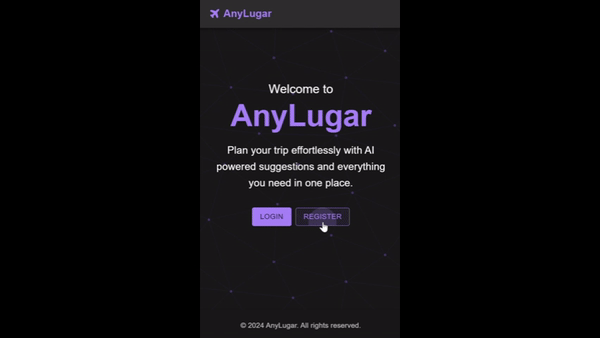 AnyLugar
Welcome to
AnyLugar
Plan your trip effortlessly with AI
powered suggestions and everything
you need in one place.
LOGIN
REGISTER
© 2024 AnyLugar. All rights reserved.